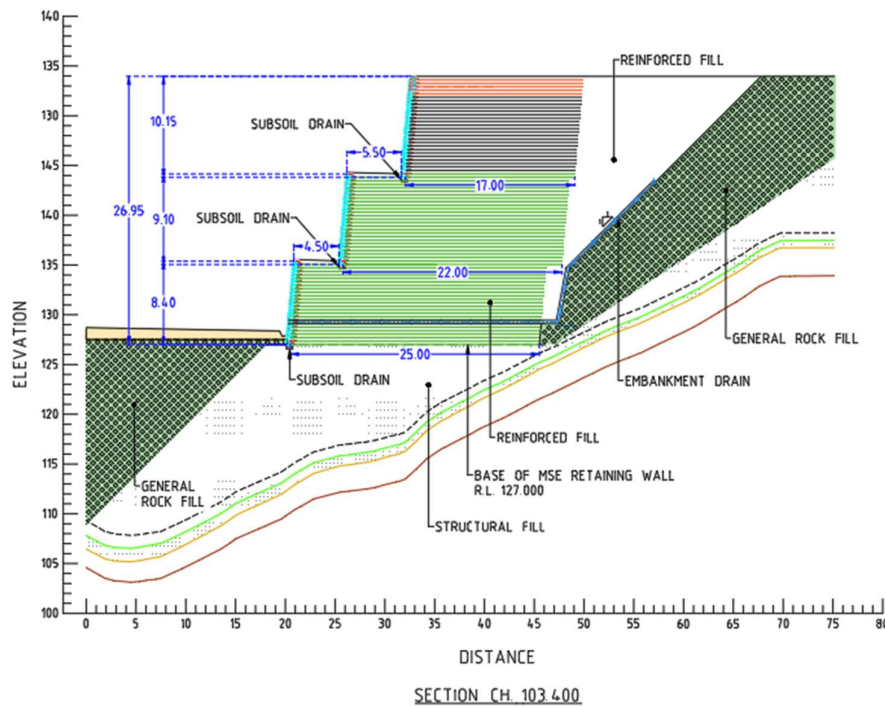 140
135
130
145
140
135
130
125
120
115
110
105
100
ELEVATION
0
5
10
15
20
25
30
35
40
45
50
55
60
65
70
75
80
DISTANCE
26.95
10.15
9.10
8.40
5.50
4.50
17.00
22.00
25.00
REINFORCED FILL
SUBSOIL DRAIN
SUBSOIL DRAIN
SUBSOIL DRAIN
GENERAL
ROCK FILL
GENERAL
ROCK FILL
EMBANKMENT DRAIN
REINFORCED FILL
BASE OF MSE RETAINING WALL
R.L. 127.000
STRUCTURAL FILL
SECTION CH. 103.400